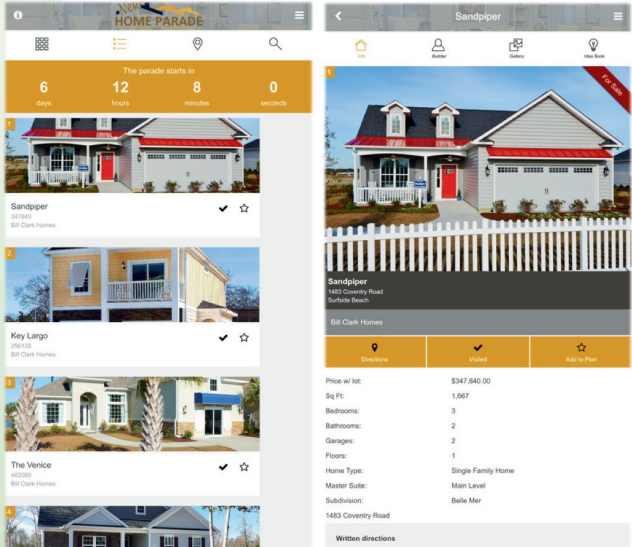 New
HOME PARADE
The parade starts in
6 12 8 0
days hours minutes seconds
1
Sandpiper
347840
Bill Clark Homes
2
Key Largo
296138
Bill Clark Homes
3
The Venice
402089
Bill Clark Homes
4
Sandpiper
Info Builder Gallery Idea Book
1
For Sale
Sandpiper
1483 Coventry Road
Surfside Beach
Bill Clark Homes
Directions Visited Add to Plan
Price w/ lot: $347,840.00
Sq Ft: 1,667
Bedrooms: 3
Bathrooms: 2
Garages: 2
Floors: 1
Home Type: Single Family Home
Master Suite: Main Level
Subdivision: Belle Mer
1483 Coventry Road
Written directions